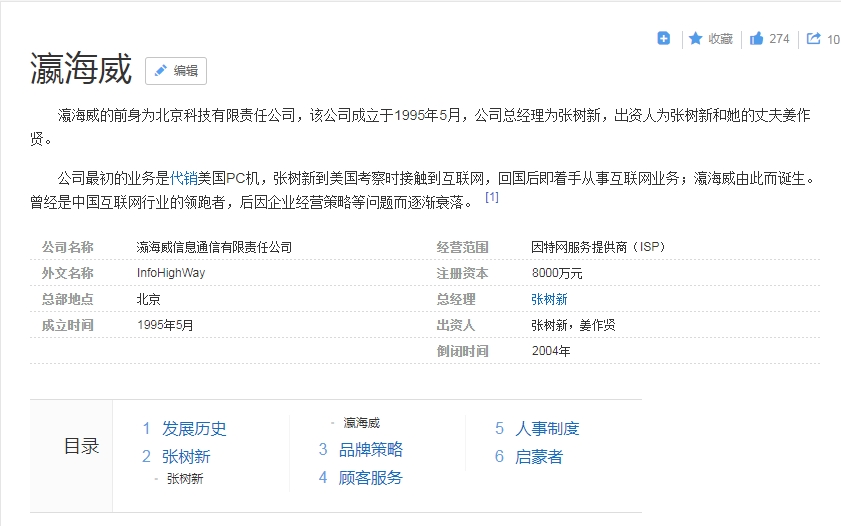 收藏 274 10
瀛海威 编辑
瀛海威的前身为北京科技有限责任公司，该公司成立于1995年5月，公司总经理为张树新，出资人为张树新和她的丈夫姜作
贤。
公司最初的业务是代销美国PC机，张树新到美国考察时接触到互联网，回国后即着手从事互联网业务；瀛海威由此而诞生。
曾经是中国互联网行业的领跑者，后因企业经营策略等问题而逐渐衰落。 [1]
公司名称 瀛海威信息通信有限责任公司 经营范围 因特网服务提供商（ISP）
外文名称 InfoHighWay 注册资本 8000万元
总部地点 北京 总经理 张树新
成立时间 1995年5月 出资人 张树新，姜作贤
倒闭时间 2004年
目录
1 发展历史
2 张树新
- 张树新
- 瀛海威
3 品牌策略
4 顾客服务
5 人事制度
6 启蒙者